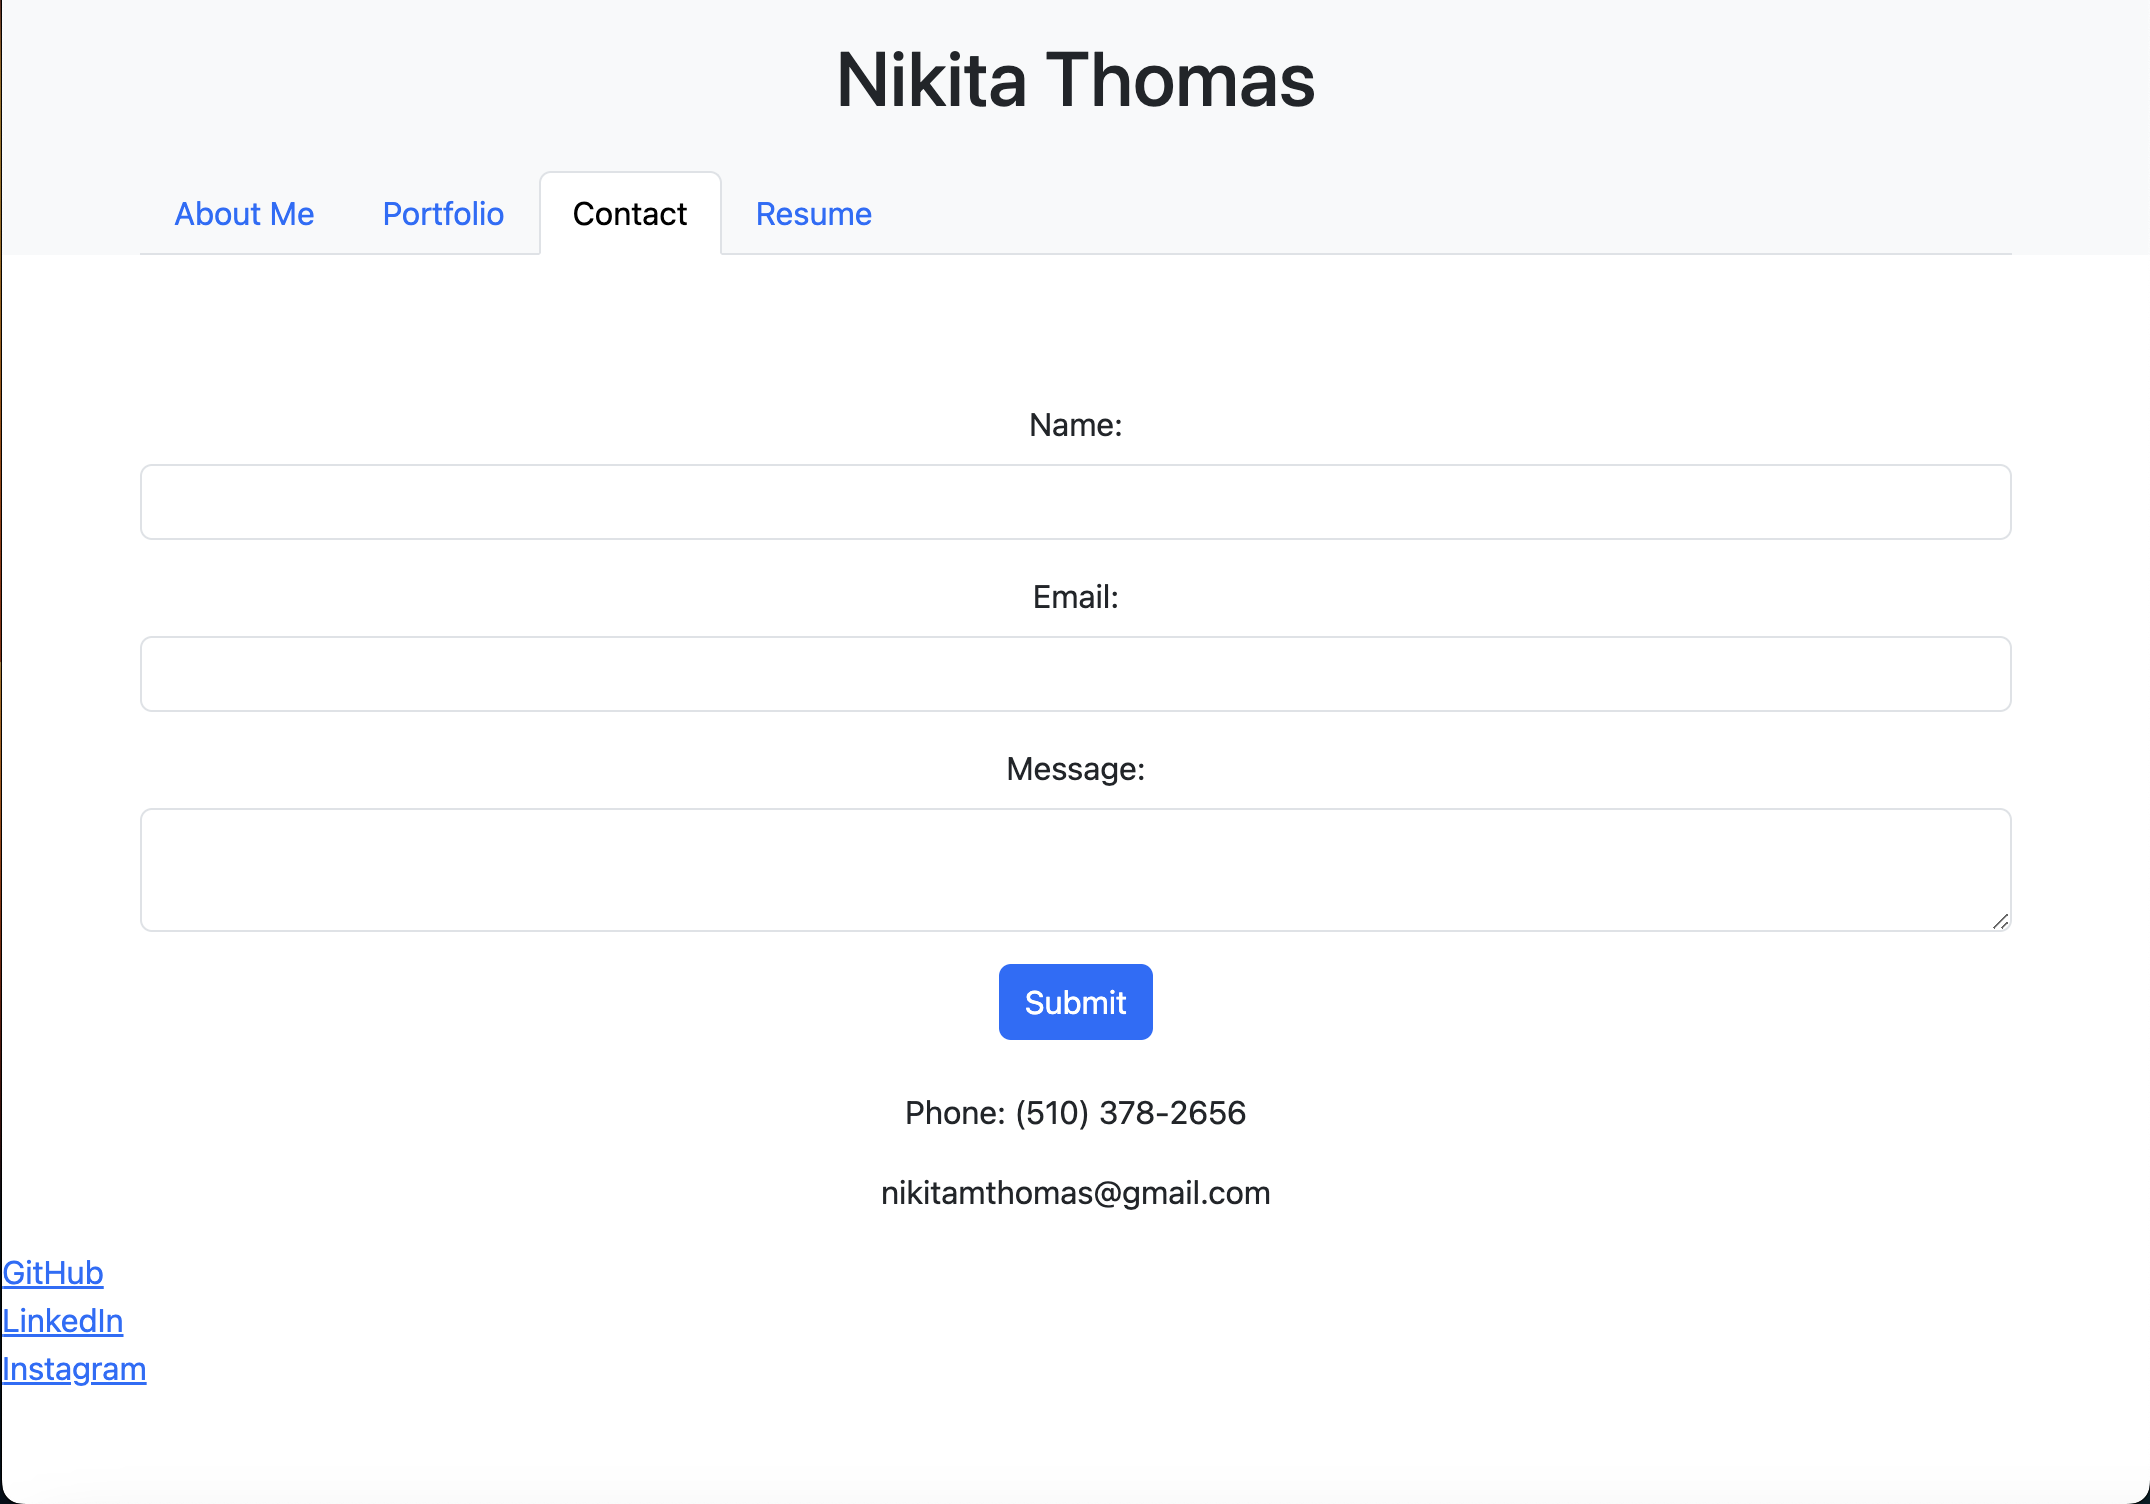 Nikita Thomas
About Me Portfolio Contact Resume
Name:
Email:
Message:
Submit
Phone: (510) 378-2656
nikitamthomas@gmail.com
GitHub
LinkedIn
Instagram